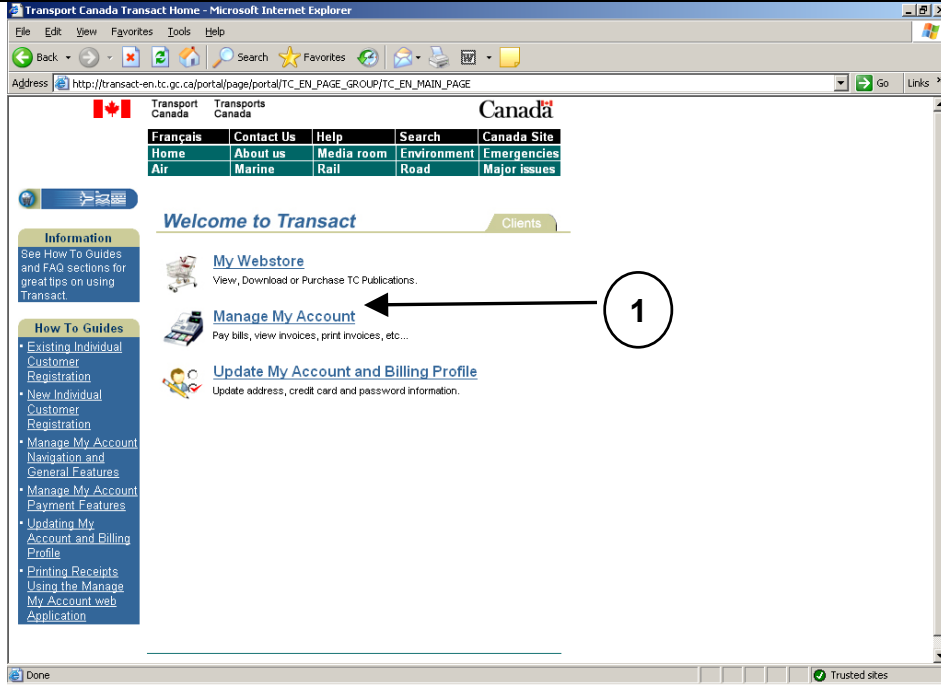 Transport Canada Transact Home - Microsoft Internet Explorer
File Edit View Favorites Tools Help
Back Search Favorites
Address http://transact-en.tc.gc.ca/portal/page/portal/TC_EN_PAGE_GROUP/TC_EN_MAIN_PAGE Go Links
Transport Canada
Transports Canada
Canada
Français Contact Us Help Search Canada Site
Home About us Media room Environment Emergencies
Air Marine Rail Road Major issues
Welcome to Transact
Clients
Information
See How To Guides
and FAQ sections for
great tips on using
Transact.
How To Guides
Existing Individual
Customer
Registration
New Individual
Customer
Registration
Manage My Account
Navigation and
General Features
Manage My Account
Payment Features
Updating My
Account and Billing
Profile
Printing Receipts
Using the Manage
My Account web
Application
My Webstore
View, Download or Purchase TC Publications.
Manage My Account
Pay bills, view invoices, print invoices, etc...
Update My Account and Billing Profile
Update address, credit card and password information.
1
Done
Trusted sites